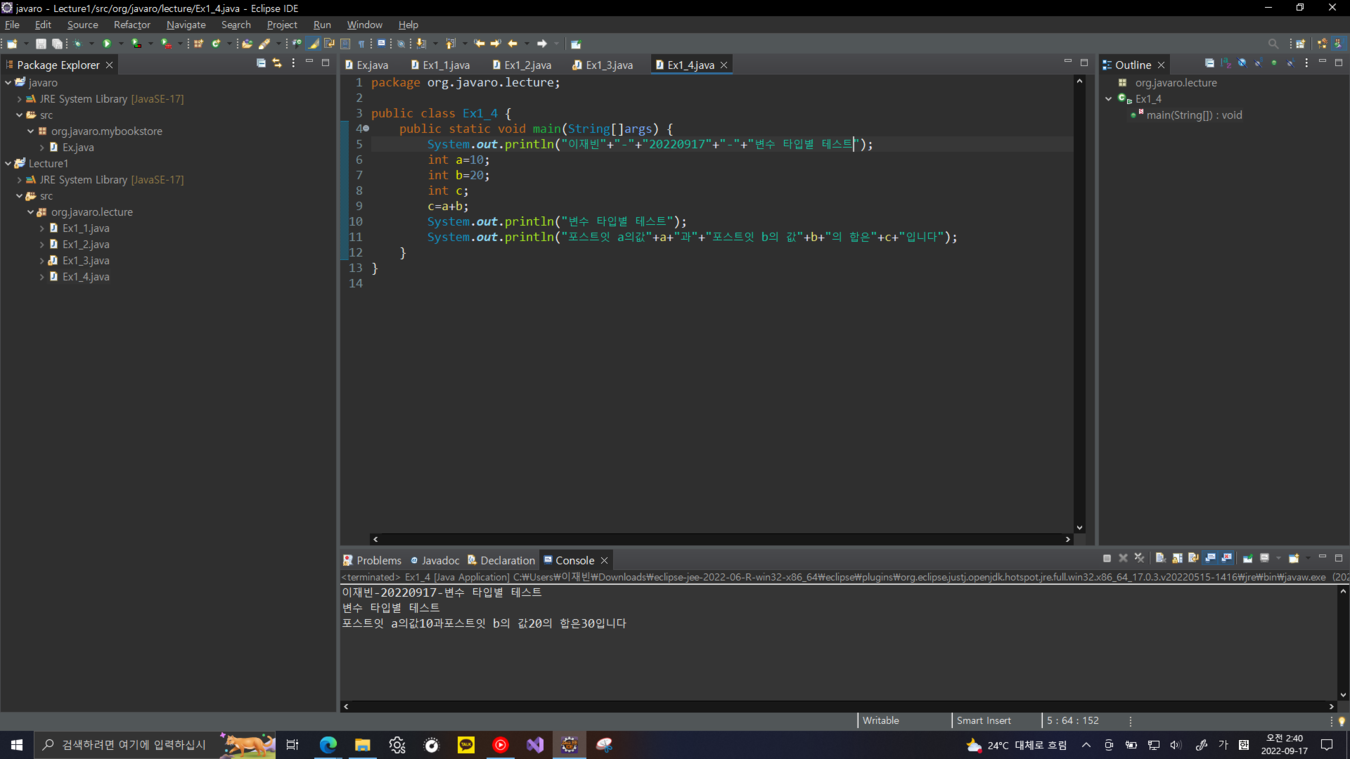 javaro - Lecture1/src/org/javaro/lecture/Ex1_4.java - Eclipse IDE
File Edit Source Refactor Navigate Search Project Run Window Help
Package Explorer
javaro
JRE System Library [JavaSE-17]
src
org.javaro.mybookstore
Ex.java
Lecture1
JRE System Library [JavaSE-17]
src
org.javaro.lecture
Ex1_1.java
Ex1_2.java
Ex1_3.java
Ex1_4.java
Ex.java Ex1_1.java Ex1_2.java Ex1_3.java Ex1_4.java
1 package org.javaro.lecture;
2
3 public class Ex1_4 {
4 public static void main(String[]args) {
5 System.out.println("이재빈"+"-"+"20220917"+"-"+"변수 타입별 테스트");
6 int a=10;
7 int b=20;
8 int c;
9 c=a+b;
10 System.out.println("변수 타입별 테스트");
11 System.out.println("포스트잇 a의값"+a+"과"+"포스트잇 b의 값"+b+"의 합은"+c+"입니다");
12 }
13 }
14
Outline
org.javaro.lecture
Ex1_4
main(String[]) : void
Problems Javadoc Declaration Console
<terminated> Ex1_4 [Java Application] C:₩Users₩이재빈₩Downloads₩eclipse-jee-2022-06-R-win32-x86_64₩eclipse₩plugins₩org.eclipse.justj.openjdk.hotspot.jre.full.win32.x86_64_17.0.3.v20220515-1416₩jre₩bin₩javaw.exe (202
이재빈-20220917-변수 타입별 테스트
변수 타입별 테스트
포스트잇 a의값10과포스트잇 b의 값20의 합은30입니다
Writable Smart Insert 5 : 64 : 152
검색하려면 여기에 입력하십시
TALK
24°C 대체로 흐림
가
오전 2:40
2022-09-17